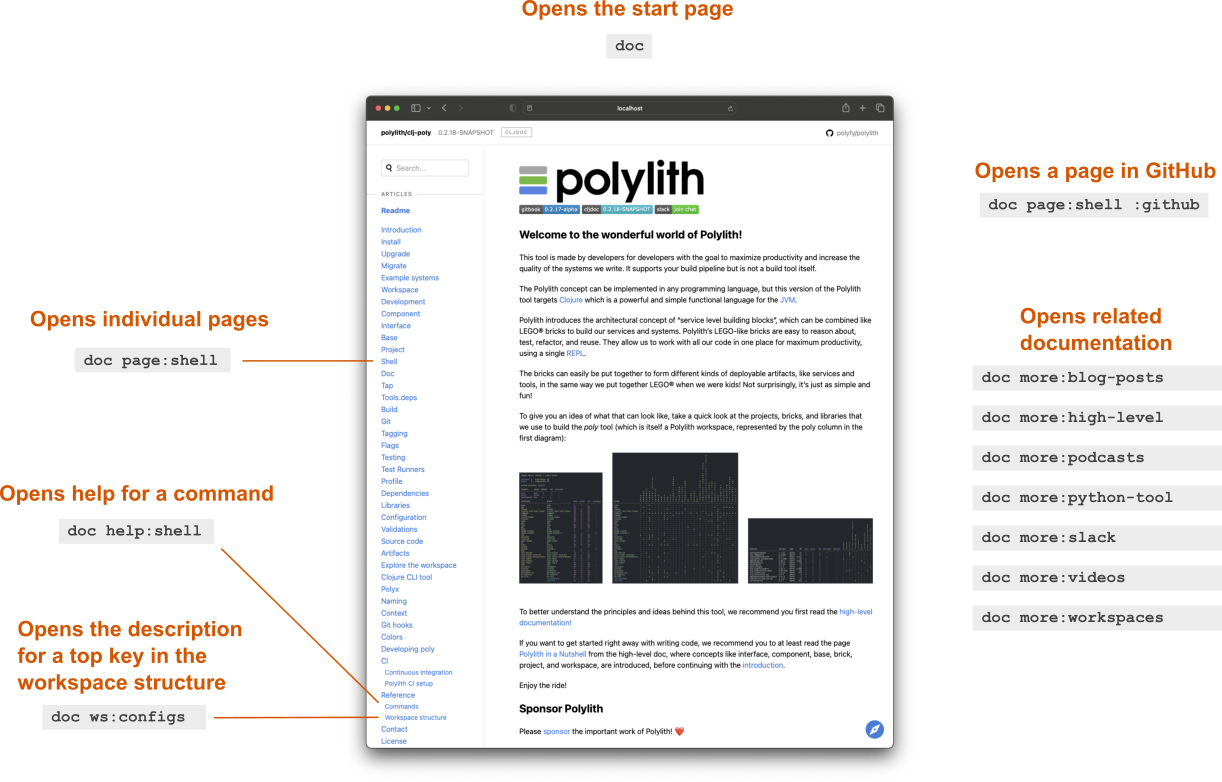 Opens the start page
doc
localhost
polylith/clj-poly 0.2.18-SNAPSHOT CLJDOC
polyfy/polylith
Search...
ARTICLES
Readme
Introduction
Install
Upgrade
Migrate
Example systems
Workspace
Development
Component
Interface
Base
Project
Shell
Doc
Tap
Tools.deps
Build
Git
Tagging
Flags
Testing
Test Runners
Profile
Dependencies
Libraries
Configuration
Validations
Source code
Artifacts
Explore the workspace
Clojure CLI tool
Polyx
Naming
Context
Git hooks
Colors
Developing poly
CI
Continuous Integration
Polylith CI setup
Reference
Commands
Workspace structure
Contact
License
polylith
gitbook 0.2.17-alpha cljdoc 0.2.18-SNAPSHOT slack join chat
Welcome to the wonderful world of Polylith!
This tool is made by developers for developers with the goal to maximize productivity and increase the
quality of the systems we write. It supports your build pipeline but is not a build tool itself.
The Polylith concept can be implemented in any programming language, but this version of the Polylith
tool targets Clojure which is a powerful and simple functional language for the JVM.
Polylith introduces the architectural concept of “service level building blocks”, which can be combined like
LEGO® bricks to build our services and systems. Polylith's LEGO-like bricks are easy to reason about,
test, refactor, and reuse. They allow us to work with all our code in one place for maximum productivity,
using a single REPL.
The bricks can easily be put together to form different kinds of deployable artifacts, like services and
tools, in the same way we put together LEGO® when we were kids! Not surprisingly, it's just as simple and
fun!
To give you an idea of what that can look like, take a quick look at the projects, bricks, and libraries that
we use to build the poly tool (which is itself a Polylith workspace, represented by the poly column in the
first diagram):
To better understand the principles and ideas behind this tool, we recommend you first read the high-level
documentation!
If you want to get started right away with writing code, we recommend you to at least read the page
Polylith in a Nutshell from the high-level doc, where concepts like interface, component, base, brick,
project, and workspace, are introduced, before continuing with the introduction.
Enjoy the ride!
Sponsor Polylith
Please sponsor the important work of Polylith! ❤️
Opens individual pages
doc page:shell
Opens help for a command
doc help:shell
Opens the description
for a top key in the
workspace structure
doc ws:configs
Opens a page in GitHub
doc page:shell :github
Opens related
documentation
doc more:blog-posts
doc more:high-level
doc more:podcasts
doc more:python-tool
doc more:slack
doc more:videos
doc more:workspaces